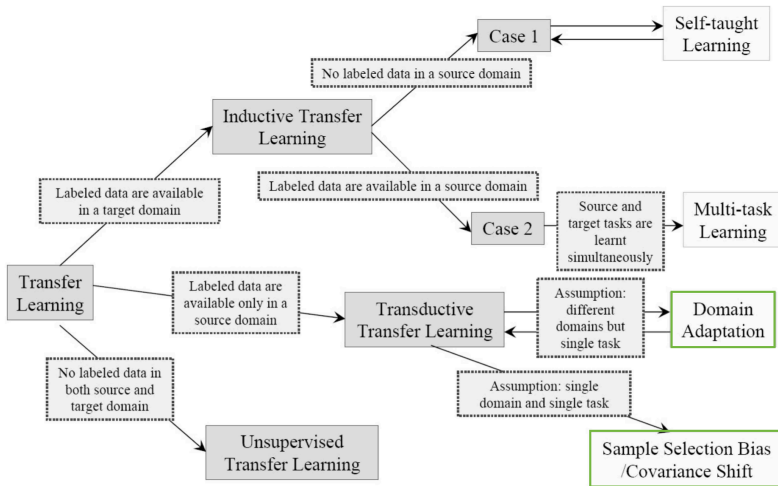 Case 1
Self-taught
Learning
No labeled data in a source domain
Inductive Transfer
Learning
Labeled data are available
in a target domain
Labeled data are available in a source domain
Case 2
Source and
target tasks are
learnt
simultaneously
Multi-task
Learning
Transfer
Learning
Labeled data are
available only in a
source domain
Transductive
Transfer Learning
Assumption:
different
domains but
single task
Domain
Adaptation
No labeled data in
both source and
target domain
Assumption: single
domain and single task
Unsupervised
Transfer Learning
Sample Selection Bias
/Covariance Shift